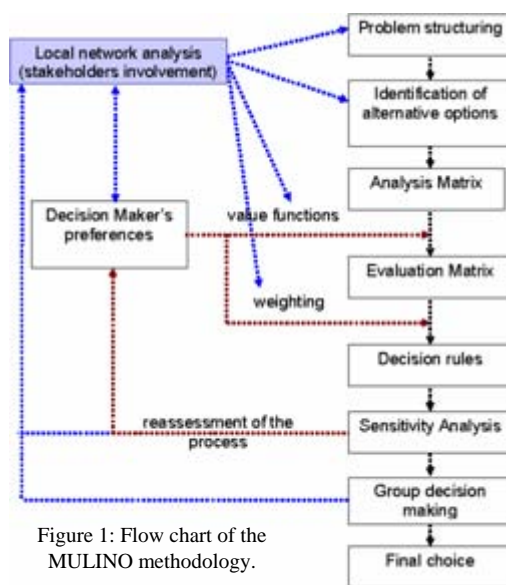 Local network analysis
(stakeholders involvement)
Problem structuring
Identification of
alternative options
Analysis Matrix
Decision Maker's
preferences
value functions
Evaluation Matrix
weighting
Decision rules
reassessment of the
process
Sensitivity Analysis
Group decision
making
Final choice
Figure 1: Flow chart of the
MULINO methodology.